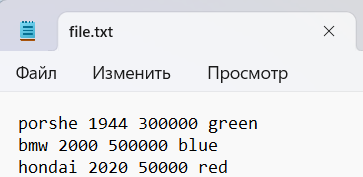 file.txt
Файл Изменить Просмотр
porshe 1944 300000 green
bmw 2000 500000 blue
hondai 2020 50000 red